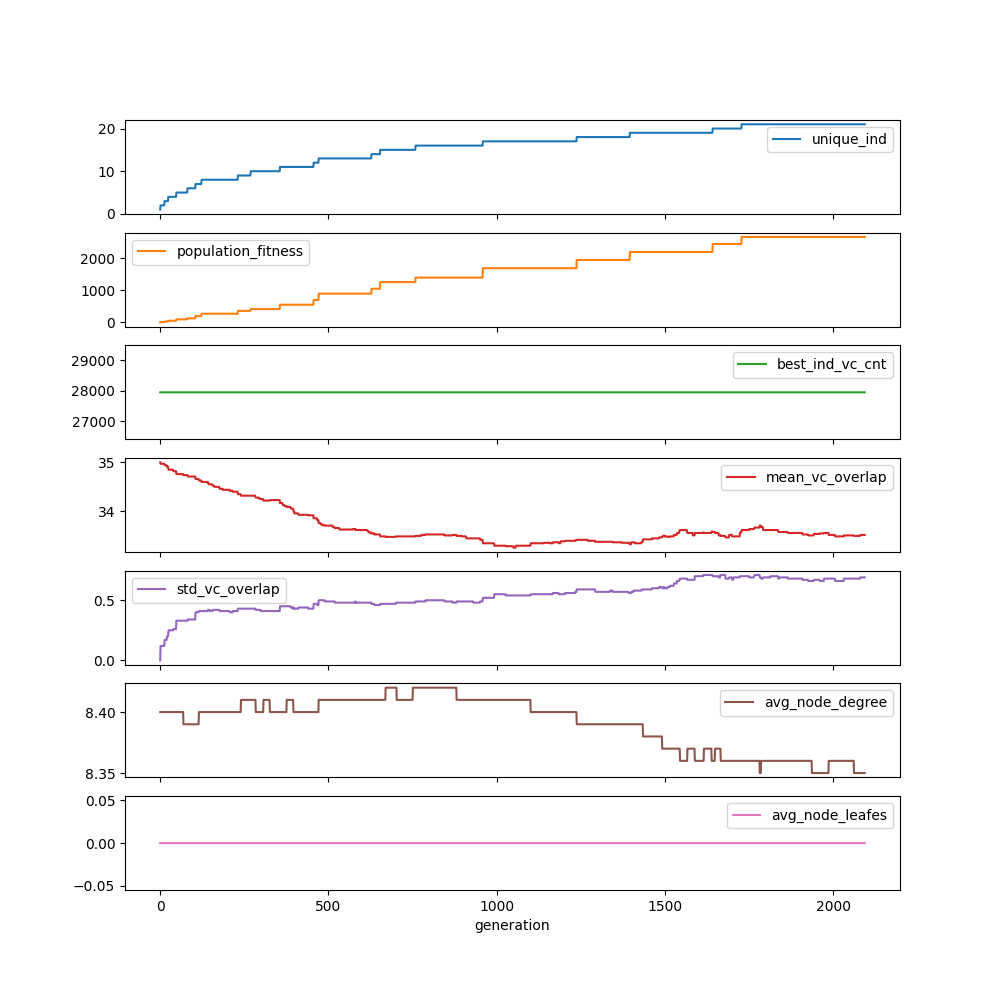 20
10
0
unique_ind
2000
1000
0
population_fitness
29000
28000
27000
best_ind_vc_cnt
35
34
mean_vc_overlap
0.5
0.0
std_vc_overlap
8.40
8.35
avg_node_degree
0.05
0.00
−0.05
avg_node_leafes
0 500 1000 1500 2000
generation